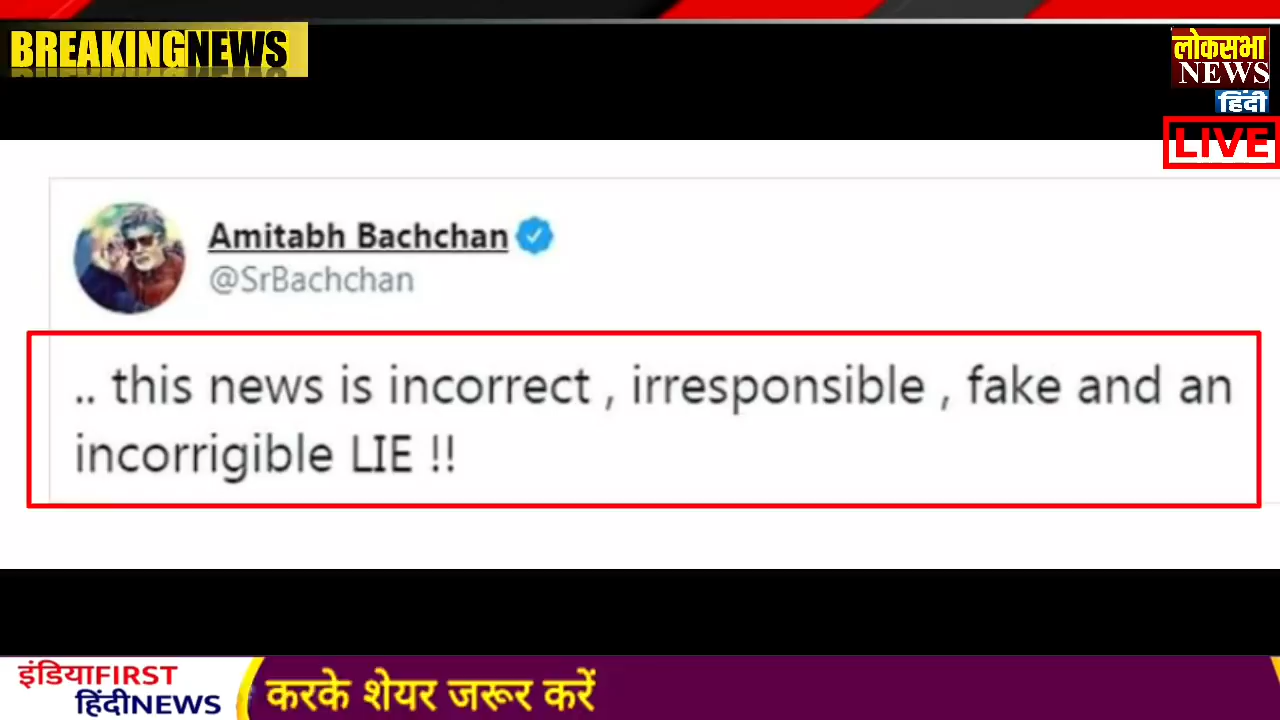 BREAKINGNEWS
लोकसभा
NEWS
हिंदी
LIVE
Amitabh Bachchan
@SrBachchan
.. this news is incorrect , irresponsible , fake and an
incorrigible LIE !!
इंडियाFIRST
हिंदीNEWS
करके शेयर जरूर करें